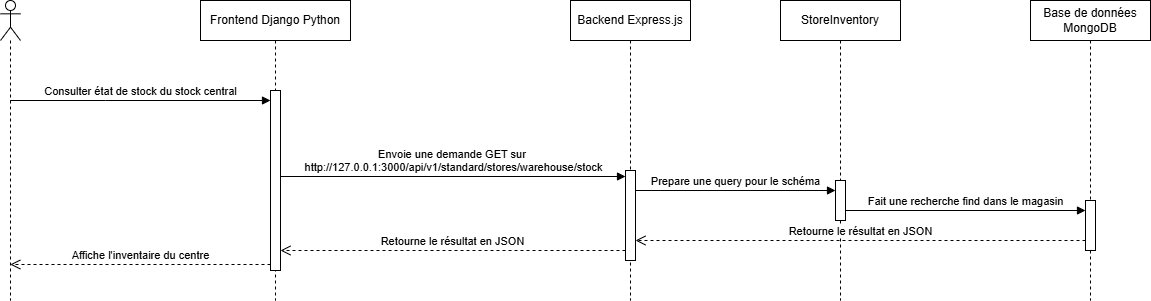 Frontend Django Python
Backend Express.js
StoreInventory
Base de données
MongoDB
Consulter état de stock du stock central
Envoie une demande GET sur
http://127.0.0.1:3000/api/v1/standard/stores/warehouse/stock
Prepare une query pour le schéma
Fait une recherche find dans le magasin
Retourne le résultat en JSON
Retourne le résultat en JSON
Affiche l'inventaire du centre